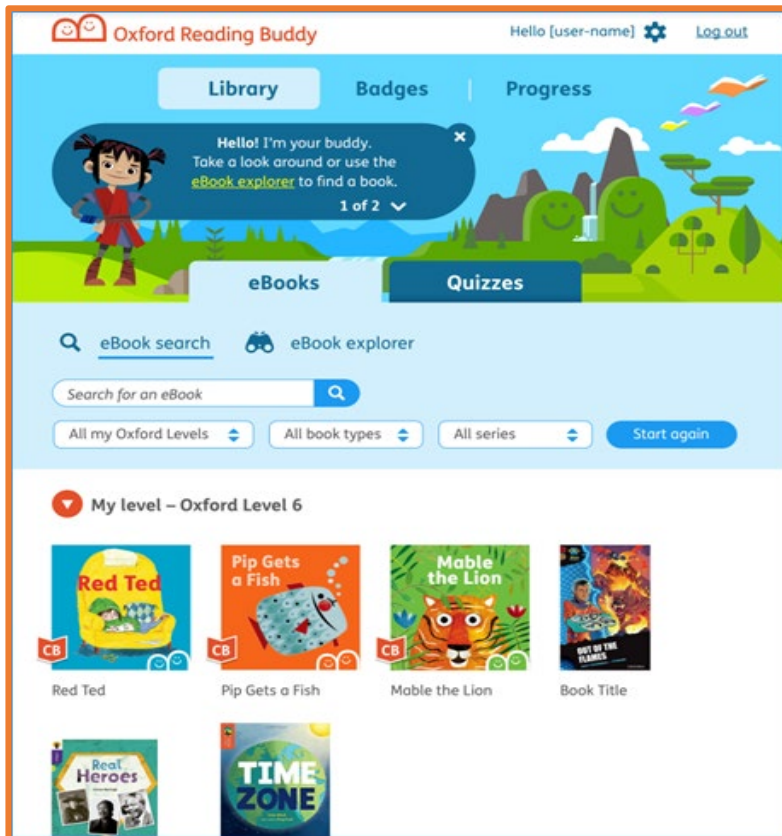 Oxford Reading Buddy
Hello [user-name]
Log out
Library
Badges
Progress
Hello! I'm your buddy.
Take a look around or use the
eBook explorer to find a book.
1 of 2
eBooks
Quizzes
eBook search
eBook explorer
Search for an eBook
All my Oxford Levels
All book types
All series
Start again
My level – Oxford Level 6
Red Ted
Pip Gets
a Fish
Mable
the Lion
OUT OF THE
FLAMES
CB
CB
CB
Red Ted
Pip Gets a Fish
Mable the Lion
Book Title
Real
Heroes
TIME
ZONE